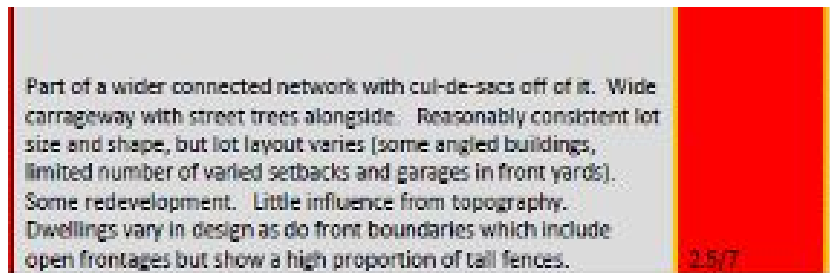 Part of a wider connected network with cul-de-sacs off of it.  Wide
carrageway with street trees alongside.  Reasonably consistent lot
size and shape, but lot layout varies (some angled buildings,
limited number of varied setbacks and garages in front yards).
Some redevelopment.  Little influence from topography.
Dwellings vary in design as do front boundaries which include
open frontages but show a high proportion of tall fences.
2.5/7